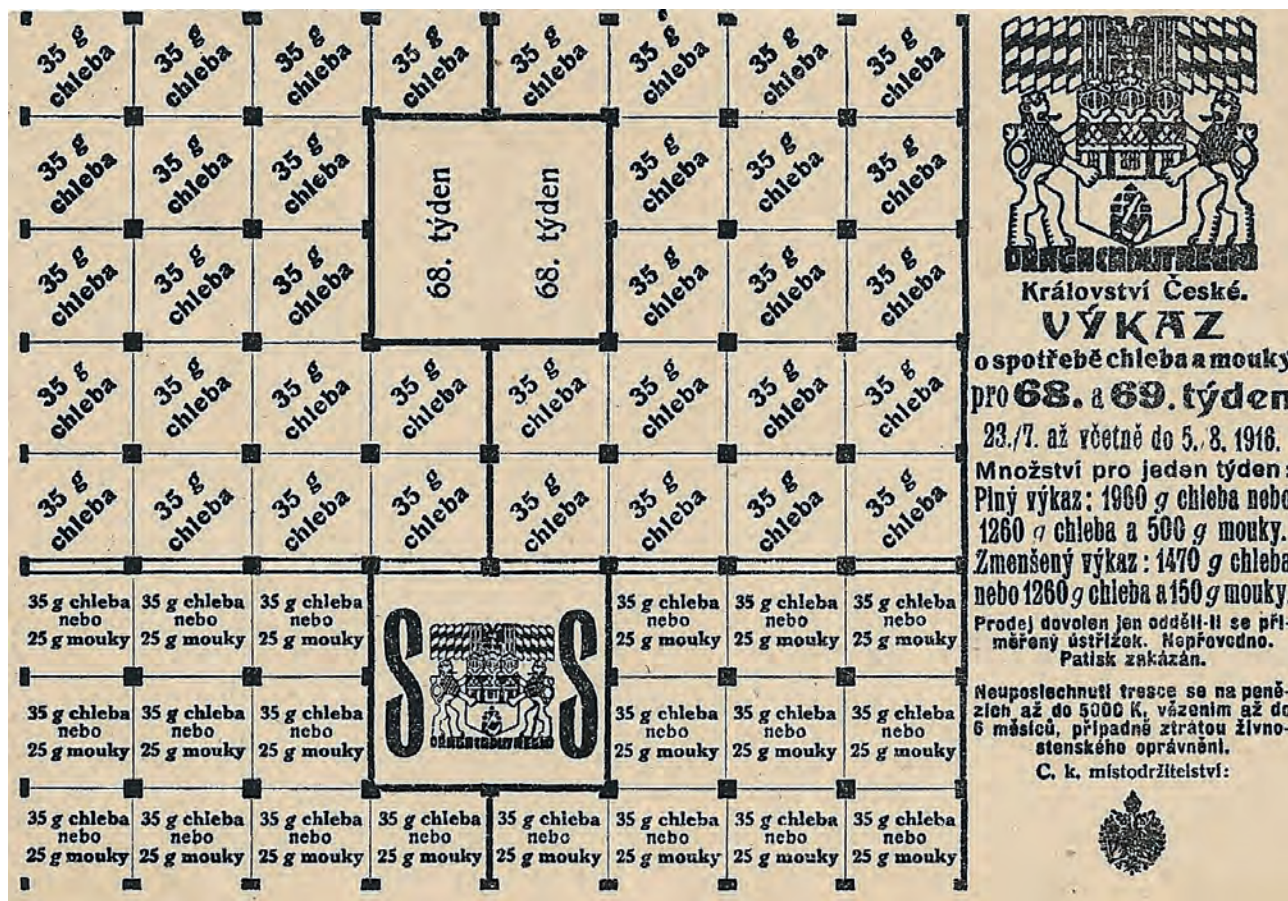 35 g chleba 35 g chleba 35 g chleba 35 g chleba 35 g chleba 35 g chleba 35 g chleba 35 g chleba
35 g chleba 35 g chleba 35 g chleba 35 g chleba 35 g chleba 35 g chleba
68. týden
68. týden
35 g chleba 35 g chleba 35 g chleba 35 g chleba 35 g chleba 35 g chleba
35 g chleba 35 g chleba 35 g chleba 35 g chleba 35 g chleba 35 g chleba 35 g chleba 35 g chleba
35 g chleba 35 g chleba 35 g chleba 35 g chleba 35 g chleba 35 g chleba 35 g chleba 35 g chleba
35 g chleba 35 g chleba 35 g chleba 35 g chleba 35 g chleba 35 g chleba
nebo nebo nebo nebo nebo nebo
25 g mouky 25 g mouky 25 g mouky 25 g mouky 25 g mouky 25 g mouky
S S
PRAGA CAPUT REGNI
35 g chleba 35 g chleba 35 g chleba 35 g chleba 35 g chleba 35 g chleba
nebo nebo nebo nebo nebo nebo
25 g mouky 25 g mouky 25 g mouky 25 g mouky 25 g mouky 25 g mouky
35 g chleba 35 g chleba 35 g chleba 35 g chleba 35 g chleba 35 g chleba 35 g chleba 35 g chleba
nebo nebo nebo nebo nebo nebo nebo nebo
25 g mouky 25 g mouky 25 g mouky 25 g mouky 25 g mouky 25 g mouky 25 g mouky 25 g mouky
PRAGA CAPUT REGNI
Království České.
VÝKAZ
o spotřebě chleba a mouky
pro 68. a 69. týden
23./7. až včetně do 5./8. 1916.
Množství pro jeden týden:
Plný výkaz: 1960 g chleba nebo
1260 g chleba a 500 g mouky.
Zmenšený výkaz: 1470 g chleba
nebo 1260 g chleba a 150 g mouky.
Prodej dovolen jen oddělí-li se při-
měřený ústřižek. Nepřevodno.
Patisk zakázán.
Neuposlechnutí tresce se na peně-
zích až do 5000 K, vězením až do
6 měsíců, případně ztrátou živno-
stenského oprávnění.
C. k. místodržitelství: